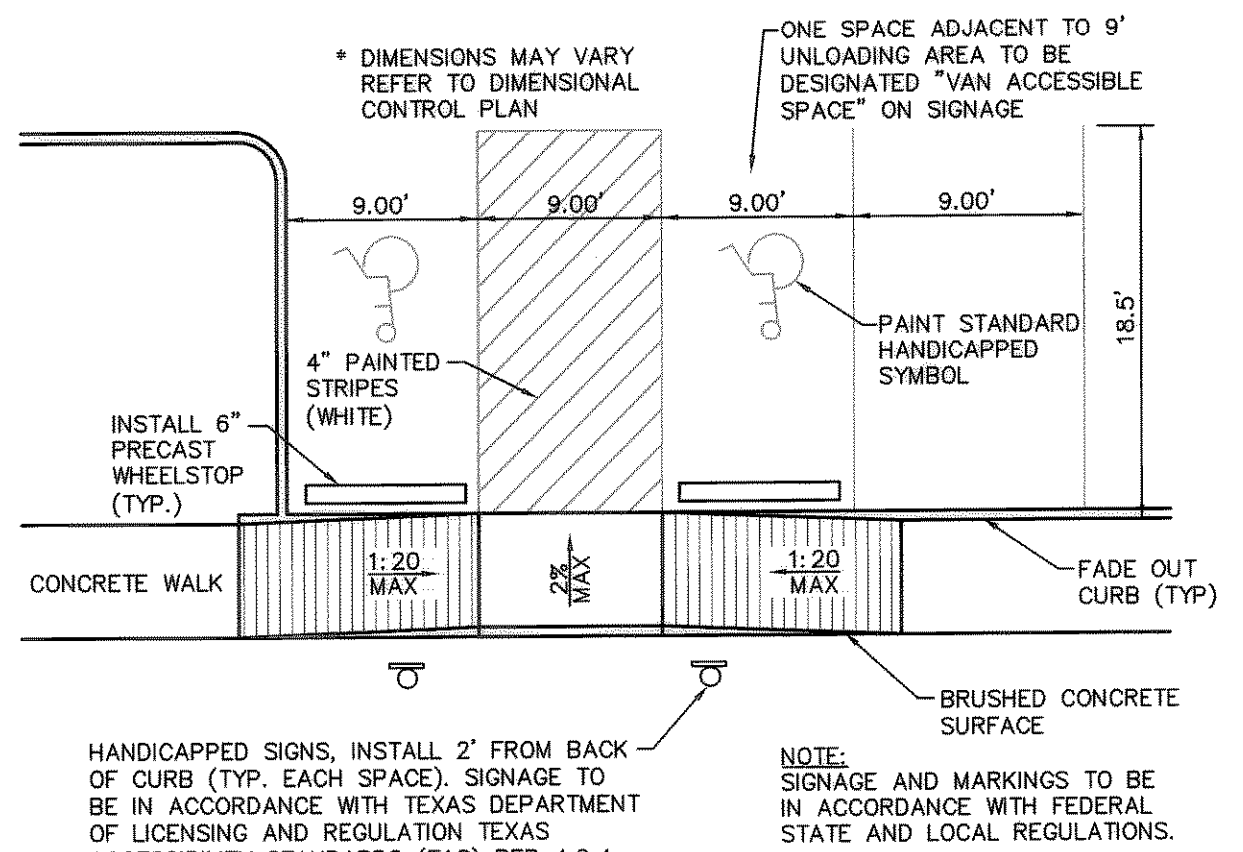 * DIMENSIONS MAY VARY
REFER TO DIMENSIONAL
CONTROL PLAN
ONE SPACE ADJACENT TO 9'
UNLOADING AREA TO BE
DESIGNATED "VAN ACCESSIBLE
SPACE" ON SIGNAGE
9.00'
9.00'
9.00'
9.00'
18.5'
PAINT STANDARD
HANDICAPPED
SYMBOL
4" PAINTED
STRIPES
(WHITE)
INSTALL 6"
PRECAST
WHEELSTOP
(TYP.)
CONCRETE WALK
1:20
MAX
2%
MAX
1:20
MAX
FADE OUT
CURB (TYP)
BRUSHED CONCRETE
SURFACE
HANDICAPPED SIGNS, INSTALL 2' FROM BACK
OF CURB (TYP. EACH SPACE). SIGNAGE TO
BE IN ACCORDANCE WITH TEXAS DEPARTMENT
OF LICENSING AND REGULATION TEXAS
NOTE:
SIGNAGE AND MARKINGS TO BE
IN ACCORDANCE WITH FEDERAL
STATE AND LOCAL REGULATIONS.